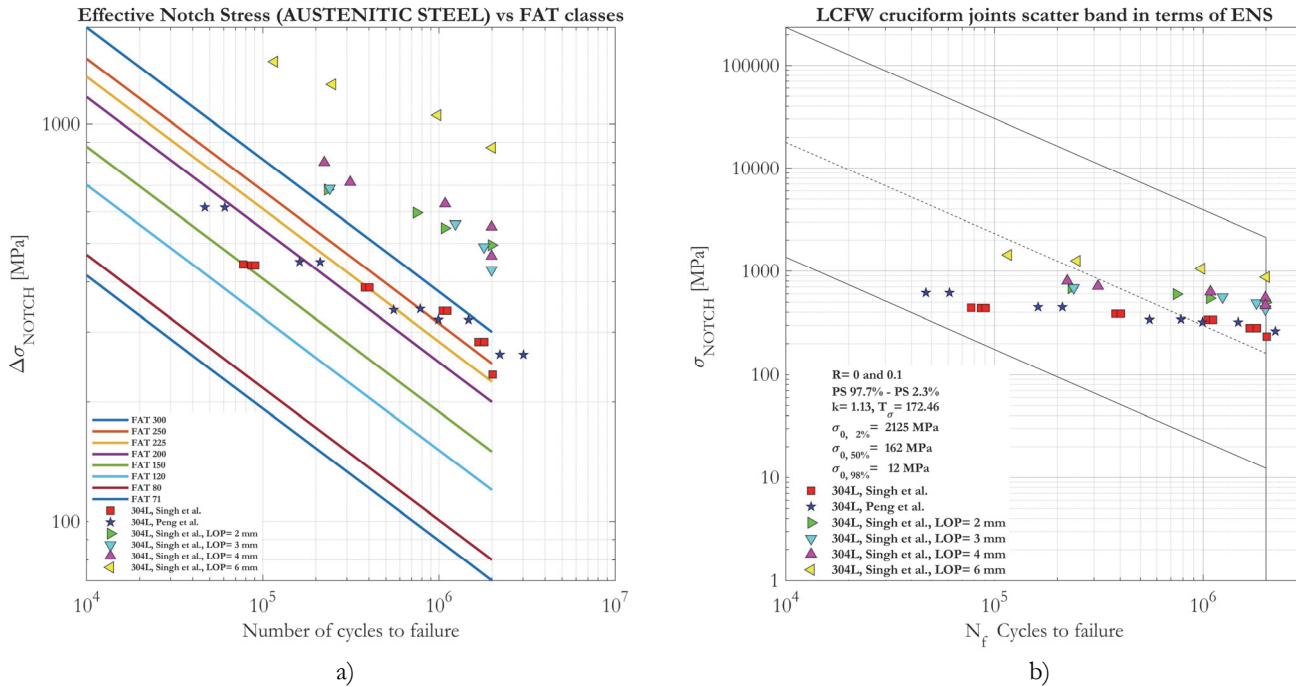 Effective Notch Stress (AUSTENITIC STEEL) vs FAT classes
1000
100
Δσ_NOTCH [MPa]
FAT 300
FAT 250
FAT 225
FAT 200
FAT 150
FAT 120
FAT 80
FAT 71
304L, Singh et al.
304L, Peng et al.
304L, Singh et al., LOP= 2 mm
304L, Singh et al., LOP= 3 mm
304L, Singh et al., LOP= 4 mm
304L, Singh et al., LOP= 6 mm
10^4 10^5 10^6 10^7
Number of cycles to failure
a)
LCFW cruciform joints scatter band in terms of ENS
100000
10000
1000
100
10
1
σ_NOTCH [MPa]
R= 0 and 0.1
PS 97.7% - PS 2.3%
k= 1.13, T_σ = 172.46
σ_0, 2%= 2125 MPa
σ_0, 50%= 162 MPa
σ_0, 98%= 12 MPa
304L, Singh et al.
304L, Peng et al.
304L, Singh et al., LOP= 2 mm
304L, Singh et al., LOP= 3 mm
304L, Singh et al., LOP= 4 mm
304L, Singh et al., LOP= 6 mm
10^4 10^5 10^6
N_f Cycles to failure
b)